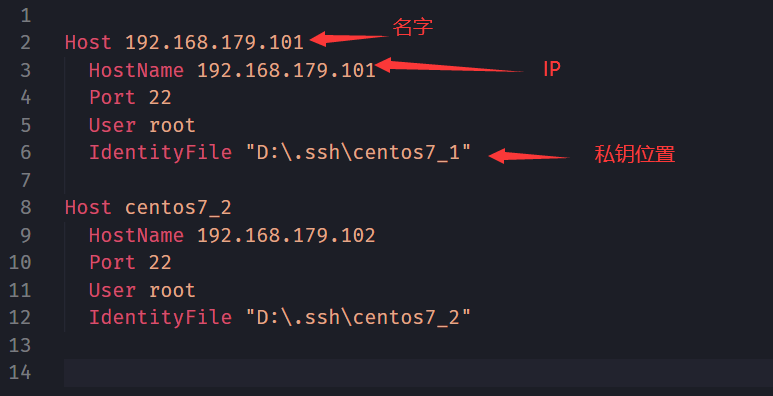 1
2 Host 192.168.179.101 名字
3 HostName 192.168.179.101 IP
4 Port 22
5 User root
6 IdentityFile "D:\.ssh\centos7_1" 私钥位置
7
8 Host centos7_2
9 HostName 192.168.179.102
10 Port 22
11 User root
12 IdentityFile "D:\.ssh\centos7_2"
13
14